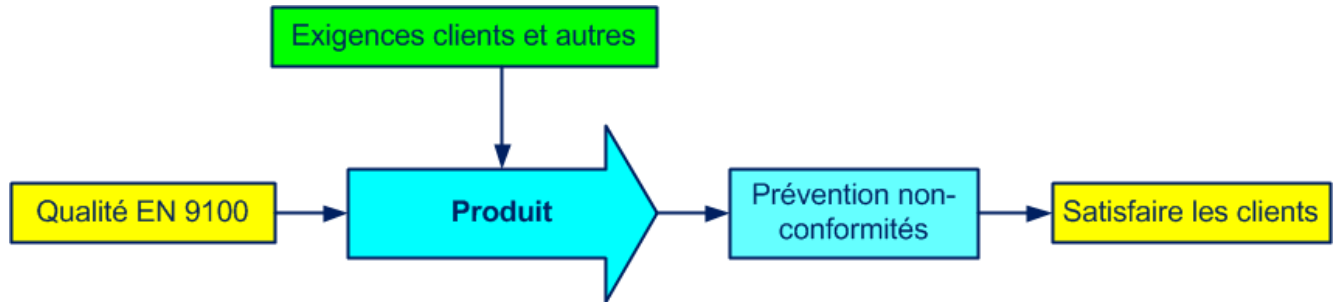 Exigences clients et autres
Qualité EN 9100
Produit
Prévention non-
conformités
Satisfaire les clients